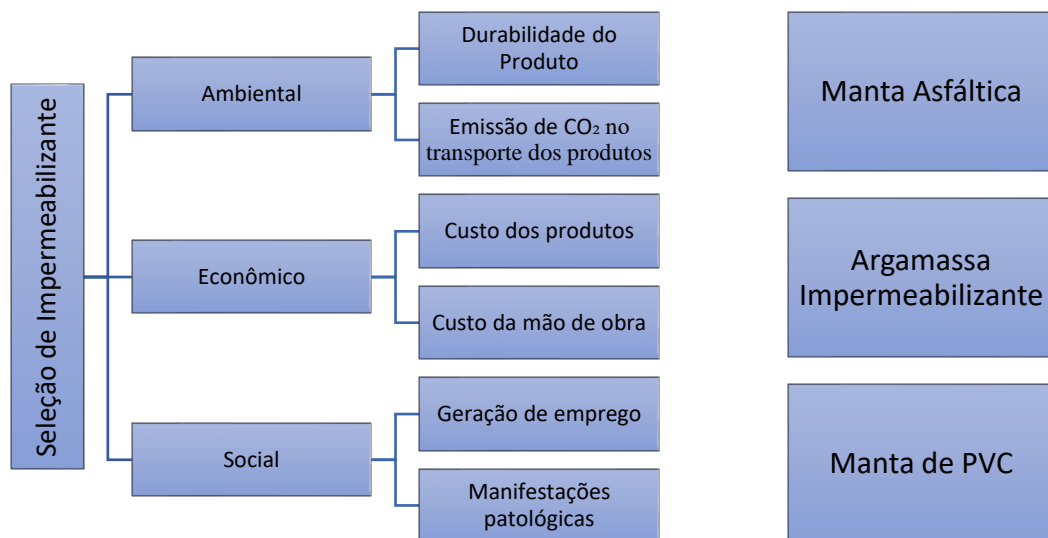 Seleção de Impermeabilizante
Ambiental
Durabilidade do
Produto
Emissão de CO₂ no
transporte dos produtos
Econômico
Custo dos produtos
Custo da mão de obra
Social
Geração de emprego
Manifestações
patológicas
Manta Asfáltica
Argamassa
Impermeabilizante
Manta de PVC